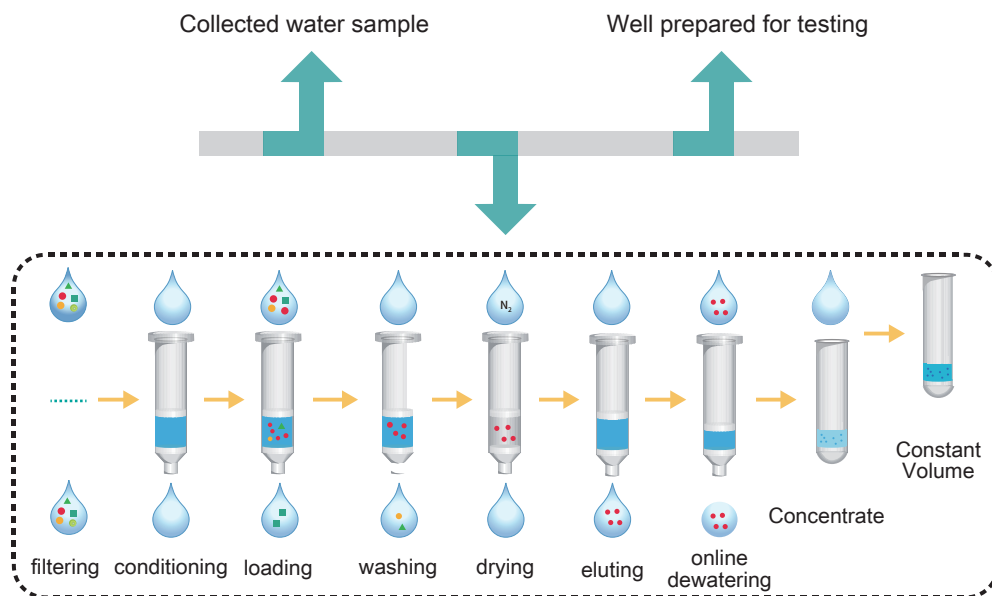 Collected water sample
Well prepared for testing
N₂
Constant
Volume
Concentrate
filtering
conditioning
loading
washing
drying
eluting
online
dewatering